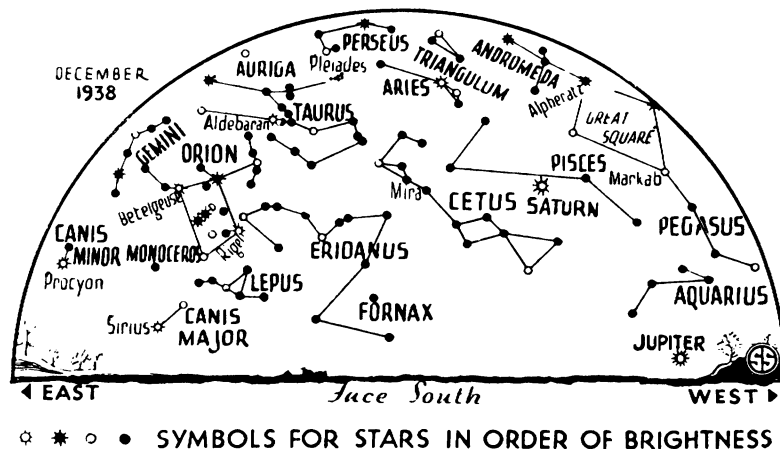 DECEMBER
1938
PERSEUS
Pleiades
AURIGA
TRIANGULUM
ANDROMEDA
ARIES
Alpheratt
TAURUS
Aldebaran
GREAT
SQUARE
GEMINI
ORION
PISCES
Markab
Mira
Betelgeuse
CETUS
SATURN
PEGASUS
CANIS
MINOR
MONOCEROS
Rigel
ERIDANUS
Procyon
LEPUS
AQUARIUS
FORNAX
Sirius
CANIS
MAJOR
JUPITER
EAST
Face South
WEST
SYMBOLS FOR STARS IN ORDER OF BRIGHTNESS